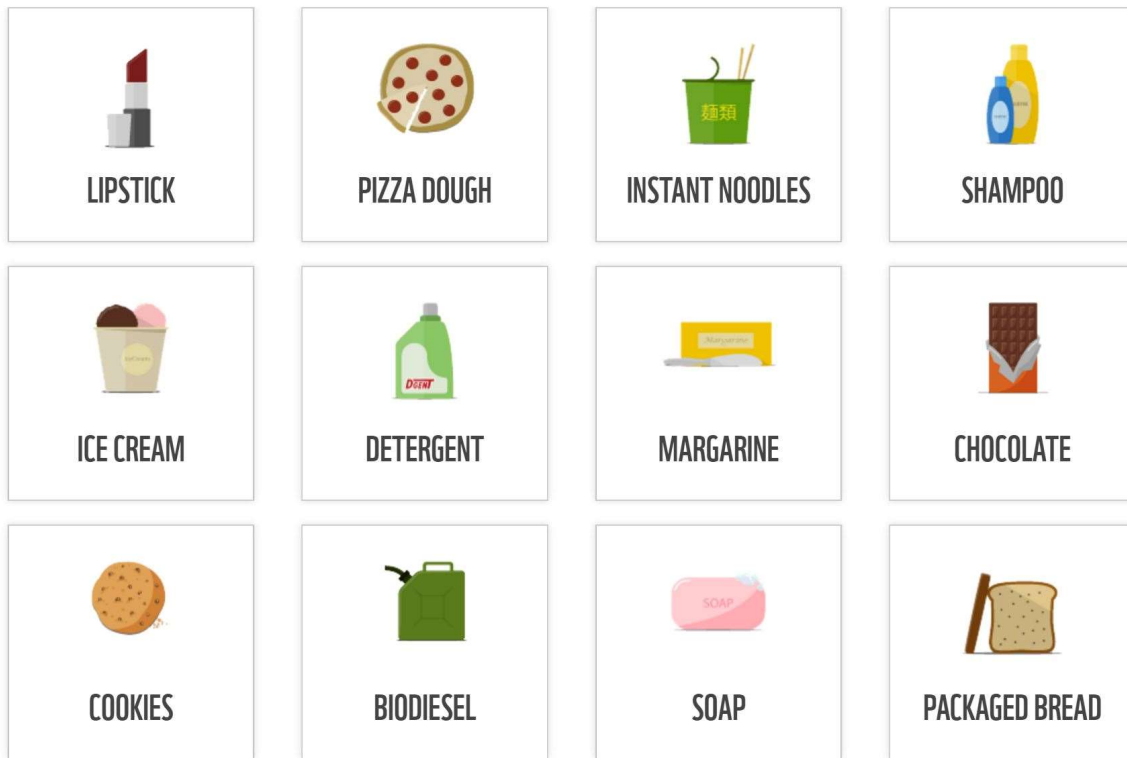 麵類
LIPSTICK
PIZZA DOUGH
INSTANT NOODLES
SHAMPOO
DGENT
Margarine
ICE CREAM
DETERGENT
MARGARINE
CHOCOLATE
SOAP
COOKIES
BIODIESEL
SOAP
PACKAGED BREAD